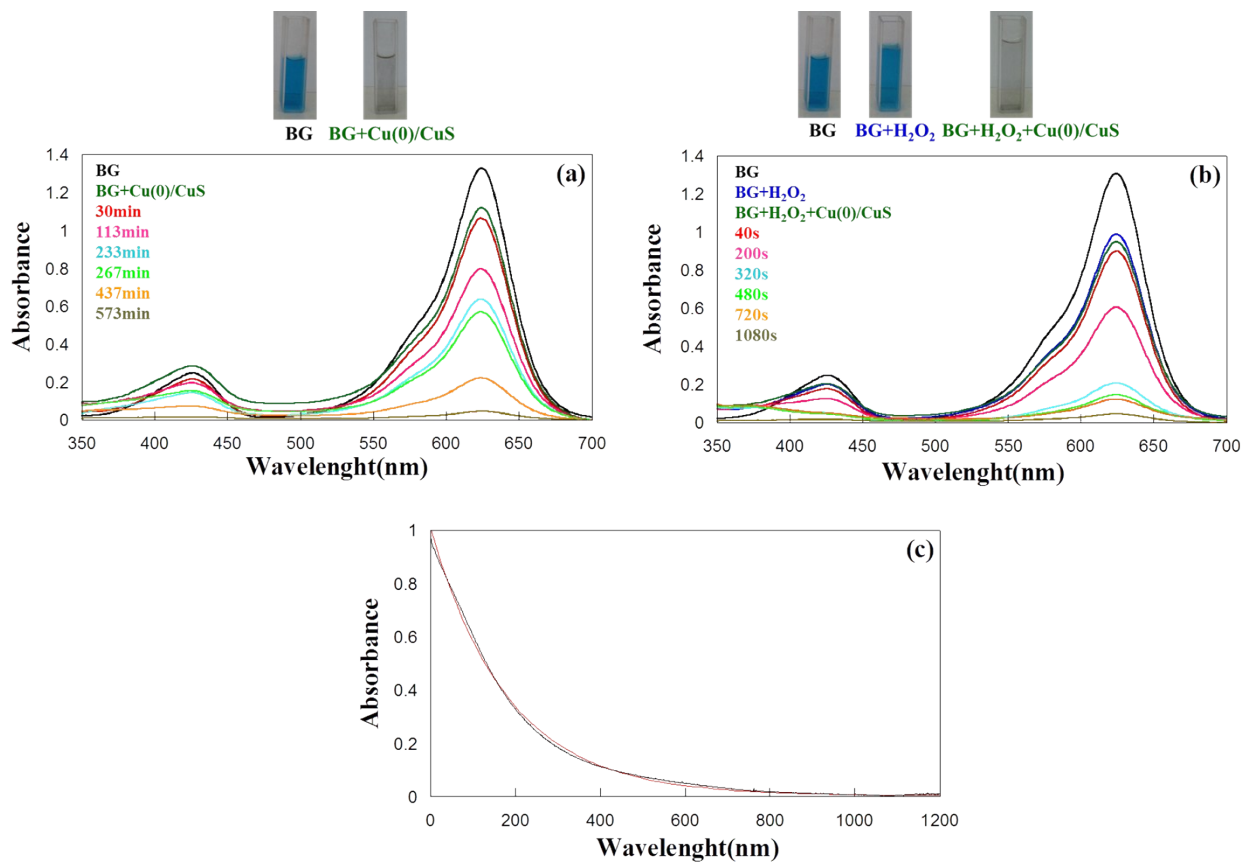 BG BG+Cu(0)/CuS
(a)
BG
BG+Cu(0)/CuS
30min
113min
233min
267min
437min
573min
Absorbance
1.4
1.2
1
0.8
0.6
0.4
0.2
0
350 400 450 500 550 600 650 700
Wavelenght(nm)
BG BG+H₂O₂ BG+H₂O₂+Cu(0)/CuS
(b)
BG
BG+H₂O₂
BG+H₂O₂+Cu(0)/CuS
40s
200s
320s
480s
720s
1080s
Absorbance
1.4
1.2
1
0.8
0.6
0.4
0.2
0
350 400 450 500 550 600 650 700
Wavelenght(nm)
(c)
Absorbance
1
0.8
0.6
0.4
0.2
0
0 200 400 600 800 1000 1200
Wavelenght(nm)